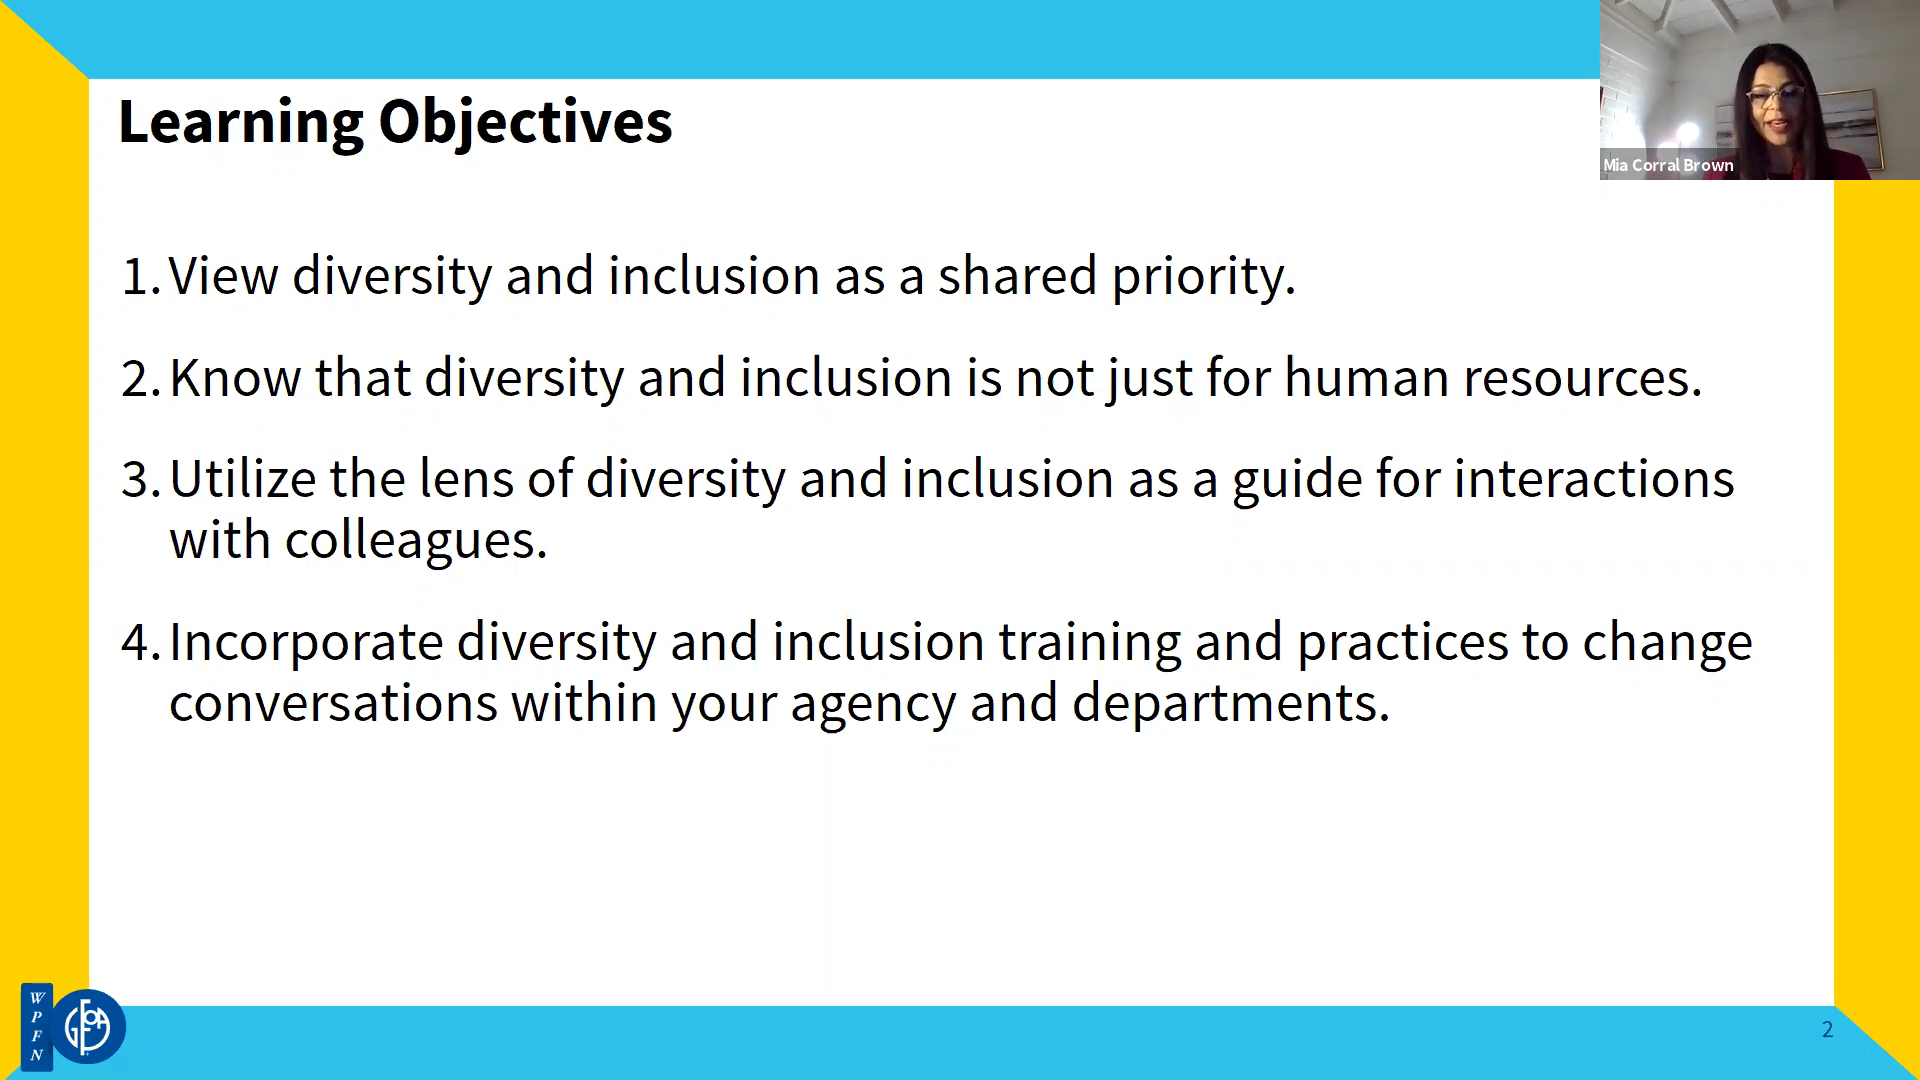 Learning Objectives
Mia Corral Brown
1. View diversity and inclusion as a shared priority.
2. Know that diversity and inclusion is not just for human resources.
3. Utilize the lens of diversity and inclusion as a guide for interactions
with colleagues.
4. Incorporate diversity and inclusion training and practices to change
conversations within your agency and departments.
W
P
F
N
GFOA
2